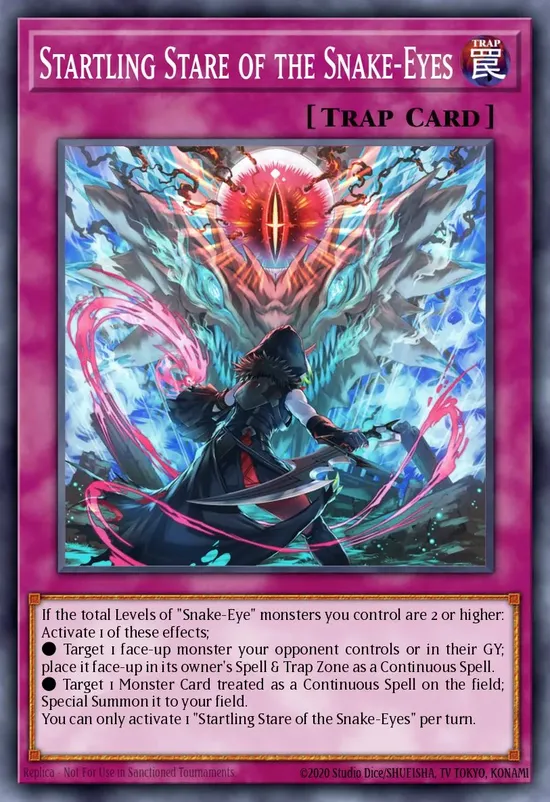 STARTLING STARE OF THE SNAKE-EYES
TRAP
罠
[TRAP CARD]
If the total Levels of "Snake-Eye" monsters you control are 2 or higher:
Activate 1 of these effects;
● Target 1 face-up monster your opponent controls or in their GY;
place it face-up in its owner's Spell & Trap Zone as a Continuous Spell.
● Target 1 Monster Card treated as a Continuous Spell on the field;
Special Summon it to your field.
You can only activate 1 "Startling Stare of the Snake-Eyes" per turn.
Replica - Not For Use in Sanctioned Tournaments. ©2020 Studio Dice/SHUEISHA, TV TOKYO, KONAMI